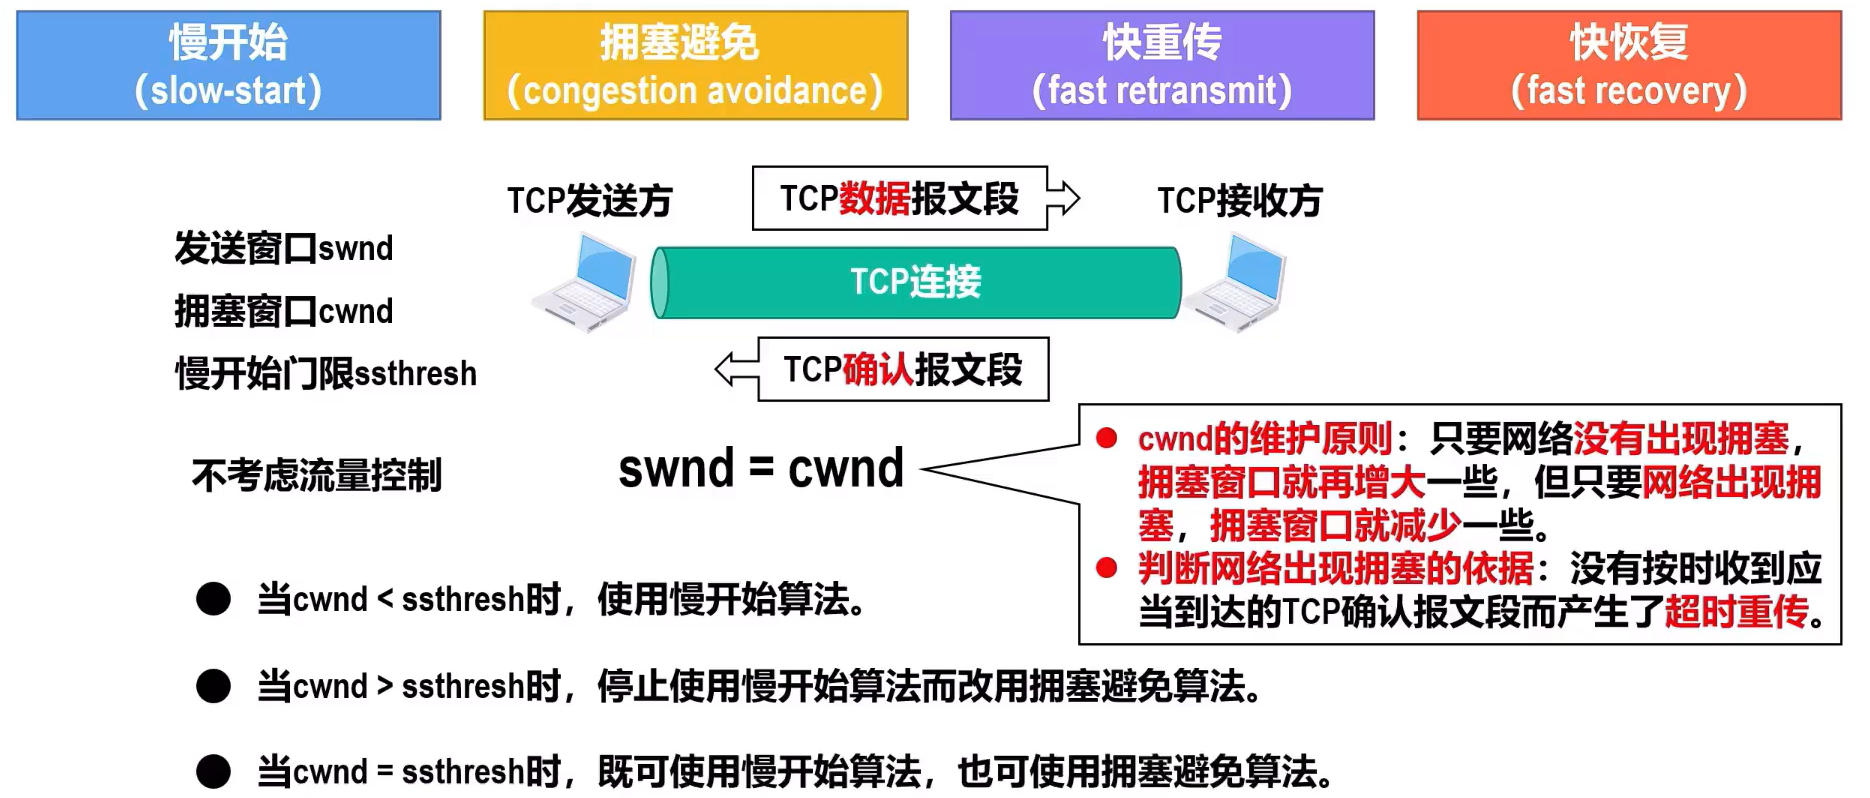 慢开始
（slow-start）
拥塞避免
（congestion avoidance）
快重传
（fast retransmit）
快恢复
（fast recovery）
TCP发送方
TCP数据报文段
TCP接收方
发送窗口swnd
拥塞窗口cwnd
慢开始门限ssthresh
TCP连接
TCP确认报文段
不考虑流量控制
swnd = cwnd
● cwnd的维护原则：只要网络没有出现拥塞，
拥塞窗口就再增大一些，但只要网络出现拥
塞，拥塞窗口就减少一些。
● 判断网络出现拥塞的依据：没有按时收到应
当到达的TCP确认报文段而产生了超时重传。
● 当cwnd < ssthresh时，使用慢开始算法。
● 当cwnd > ssthresh时，停止使用慢开始算法而改用拥塞避免算法。
● 当cwnd = ssthresh时，既可使用慢开始算法，也可使用拥塞避免算法。